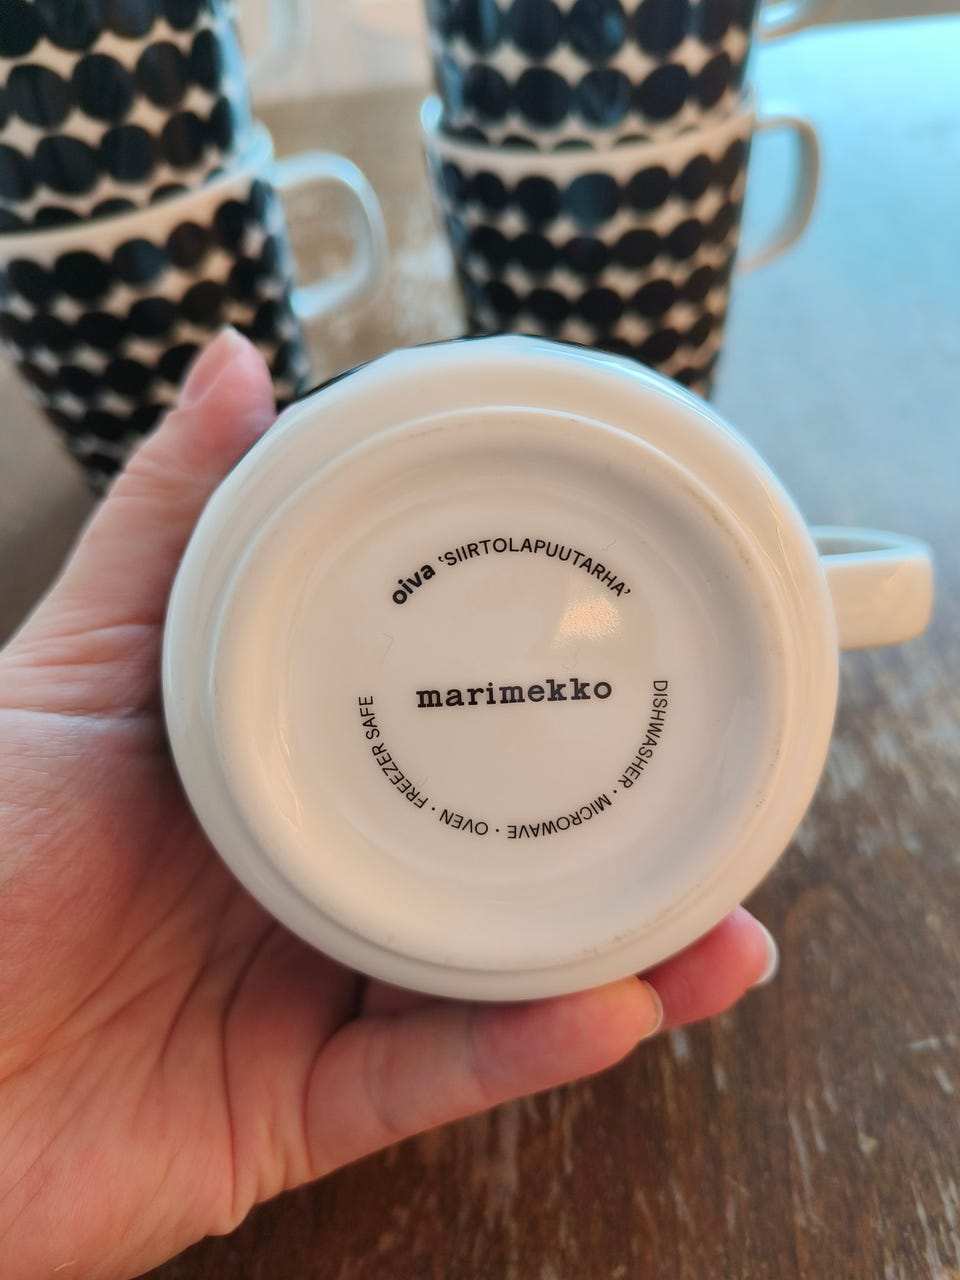 oiva ‘SIIRTOLAPUUTARHA’
marimekko
DISHWASHER · MICROWAVE · OVEN · FREEZER SAFE